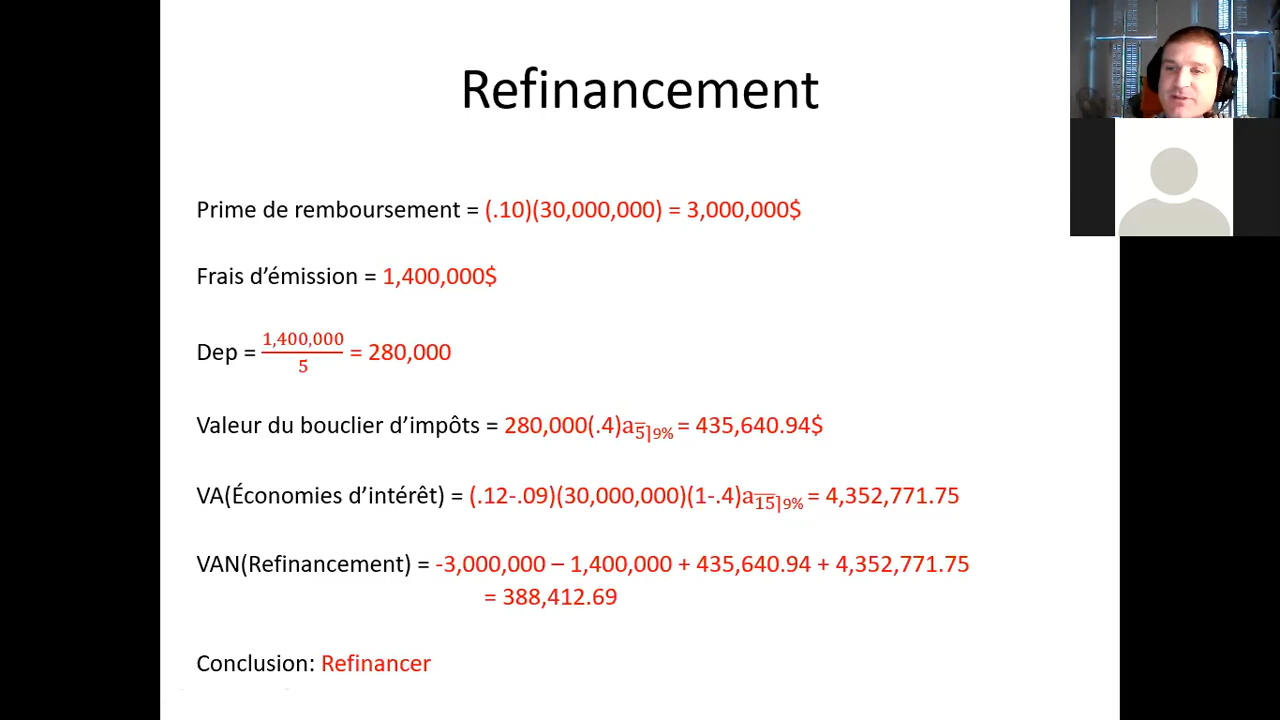 Refinancement
Prime de remboursement = (.10)(30,000,000) = 3,000,000$
Frais d’émission = 1,400,000$
Dep = 1,400,000/5 = 280,000
Valeur du bouclier d’impôts = 280,000(.4)a5̅]9% = 435,640.94$
VA(Économies d’intérêt) = (.12-.09)(30,000,000)(1-.4)a1̅5̅]9% = 4,352,771.75
VAN(Refinancement) = -3,000,000 – 1,400,000 + 435,640.94 + 4,352,771.75
= 388,412.69
Conclusion: Refinancer